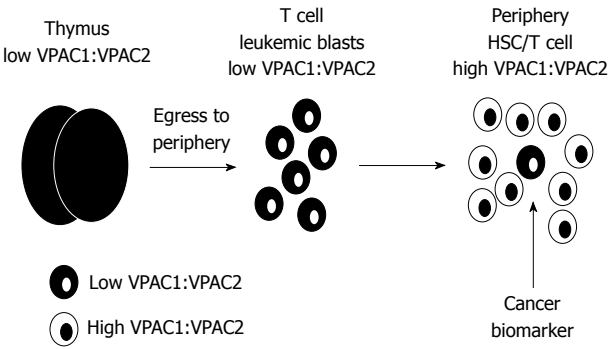 Thymus
low VPAC1:VPAC2
T cell
leukemic blasts
low VPAC1:VPAC2
Periphery
HSC/T cell
high VPAC1:VPAC2
Egress to
periphery
Low VPAC1:VPAC2
High VPAC1:VPAC2
Cancer
biomarker